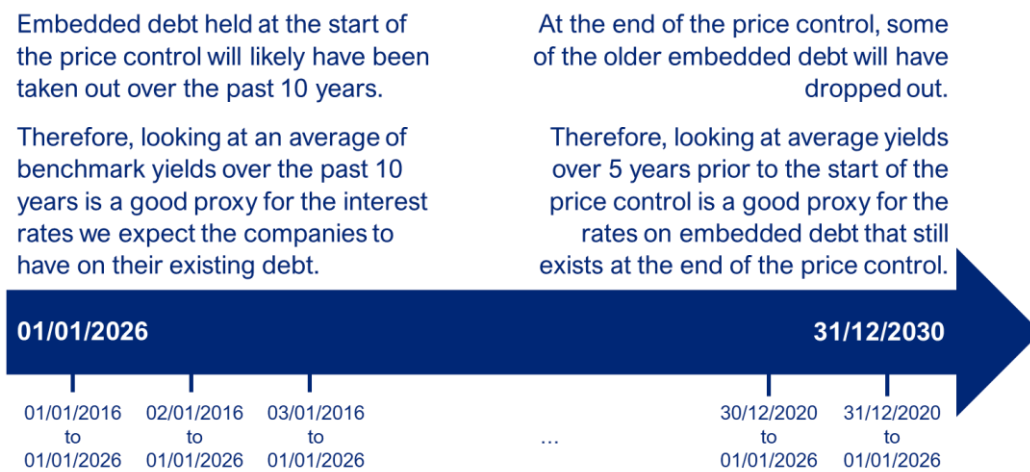 Embedded debt held at the start of
the price control will likely have been
taken out over the past 10 years.
Therefore, looking at an average of
benchmark yields over the past 10
years is a good proxy for the interest
rates we expect the companies to
have on their existing debt.
At the end of the price control, some
of the older embedded debt will have
dropped out.
Therefore, looking at average yields
over 5 years prior to the start of the
price control is a good proxy for the
rates on embedded debt that still
exists at the end of the price control.
01/01/2026
31/12/2030
01/01/2016
to
01/01/2026
02/01/2016
to
01/01/2026
03/01/2016
to
01/01/2026
...
30/12/2020
to
01/01/2026
31/12/2020
to
01/01/2026